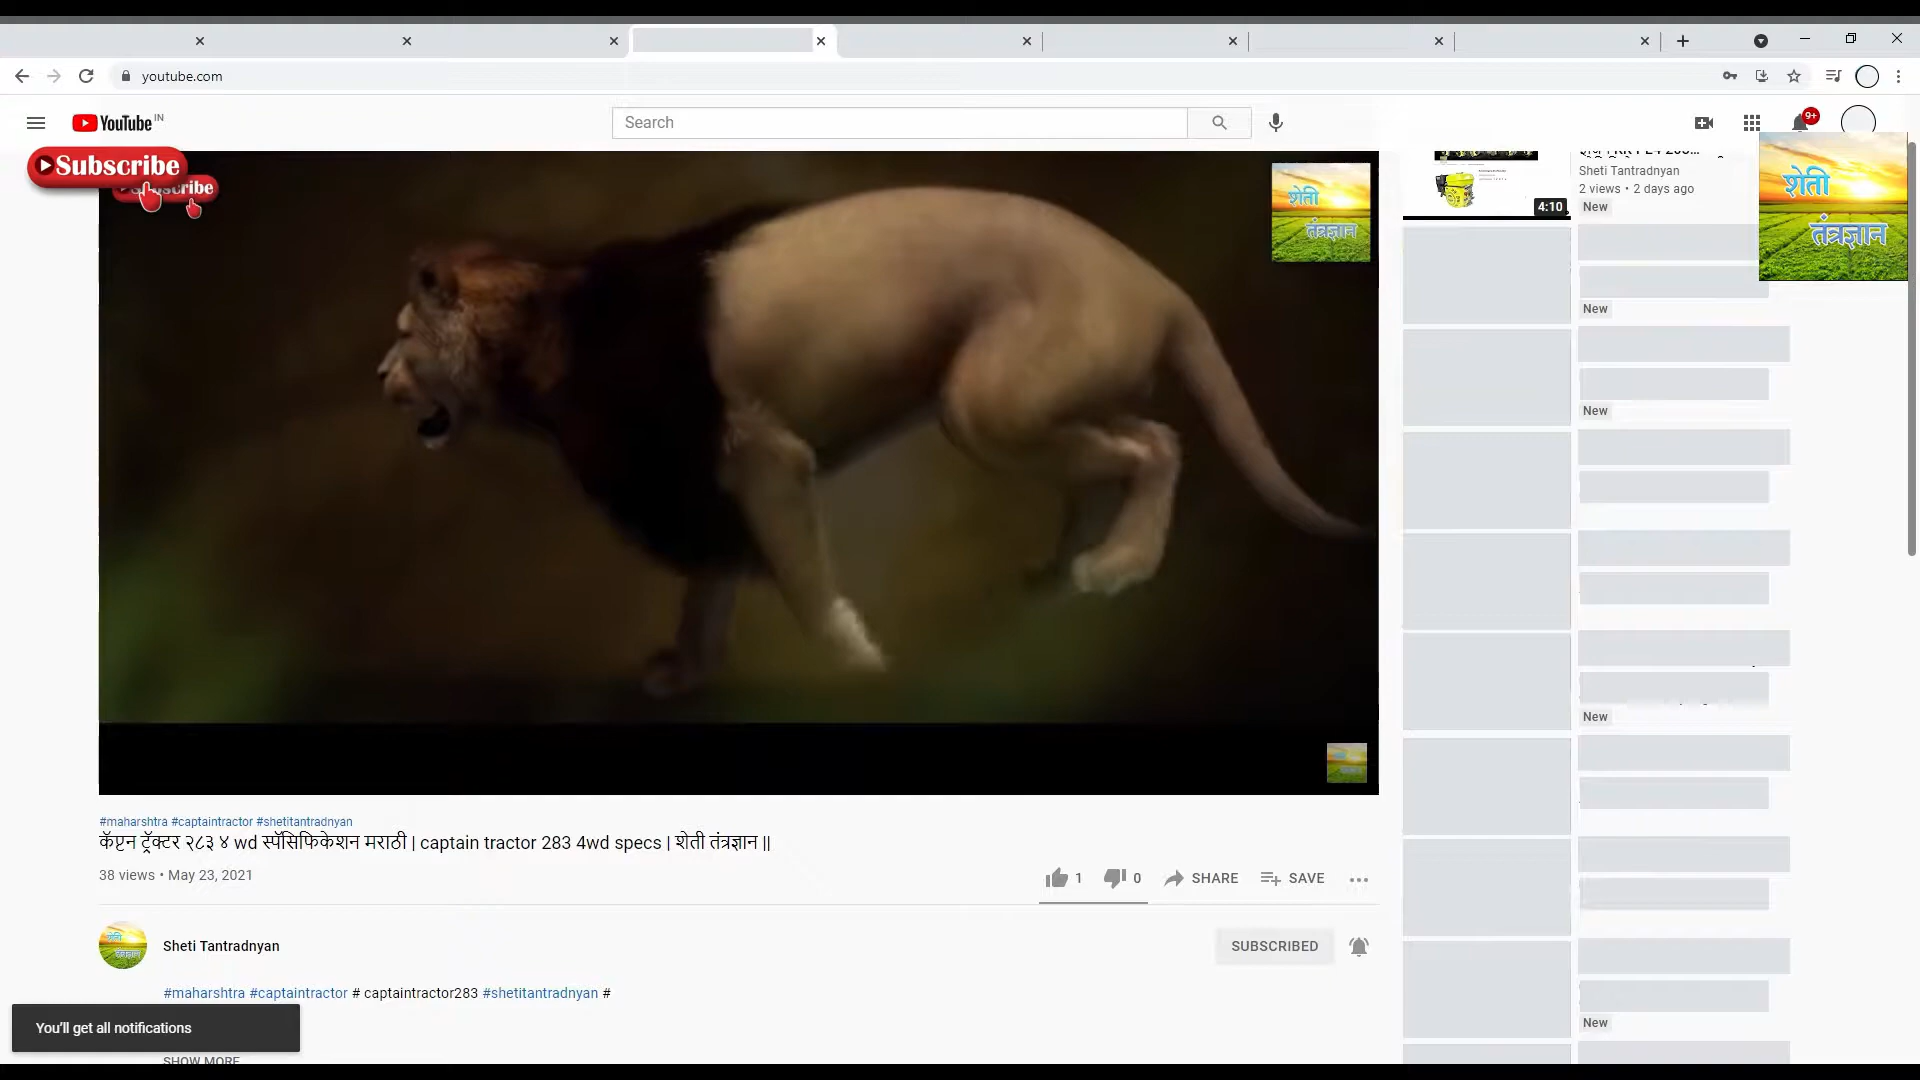 youtube.com
YouTube IN
Search
9+
Subscribe
Subscribe
शेती
तंत्रज्ञान
शेती
तंत्रज्ञान
Sheti Tantradnyan
2 views • 2 days ago
4:10
New
New
New
New
New
#maharshtra #captaintractor #shetitantradnyan
कॅप्टन ट्रॅक्टर २८३ ४ wd स्पॅसिफिकेशन मराठी | captain tractor 283 4wd specs | शेती तंत्रज्ञान ||
38 views • May 23, 2021
1
0
SHARE
SAVE
Sheti Tantradnyan
SUBSCRIBED
#maharshtra #captaintractor # captaintractor283 #shetitantradnyan #
You'll get all notifications
SHOW MORE